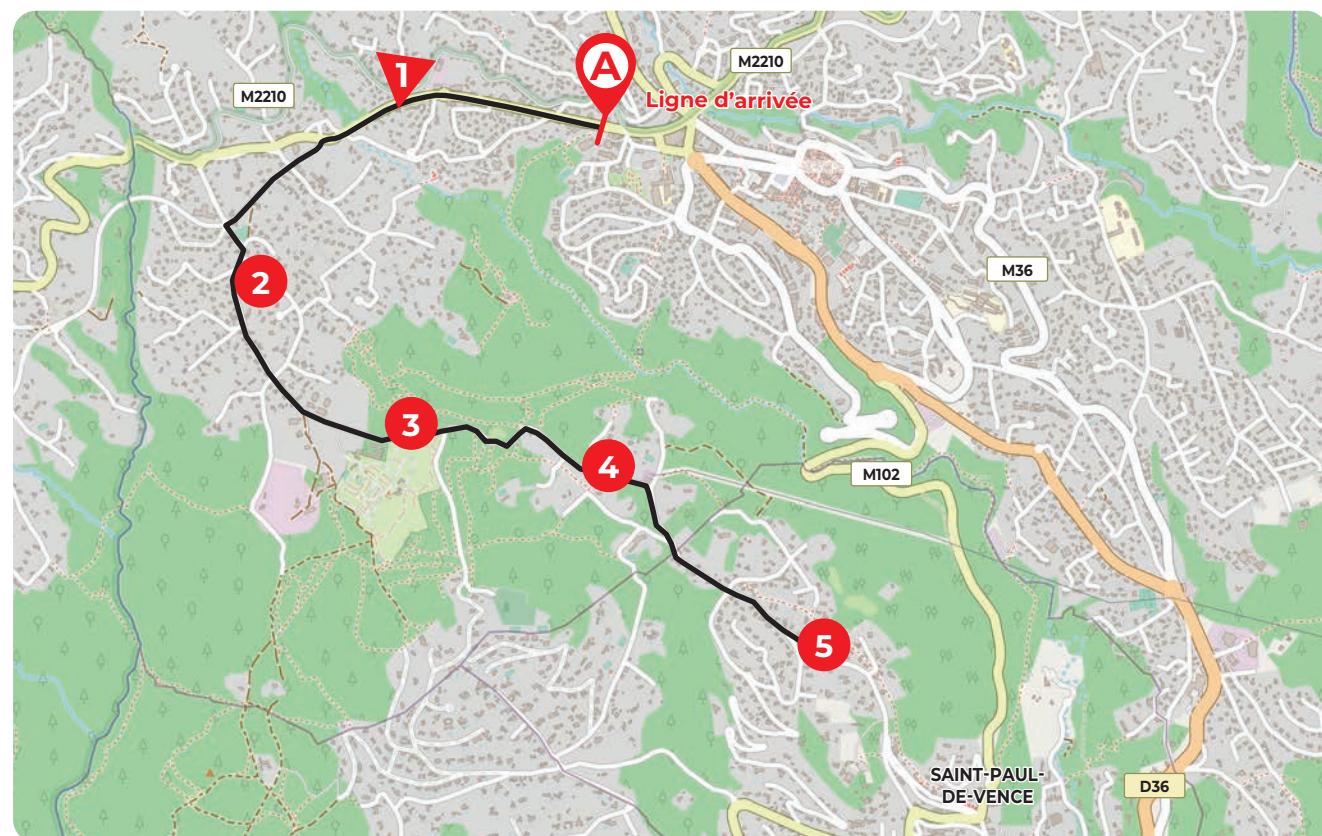 A
1
M2210
M2210
Ligne d'arrivée
2
M36
3
4
M102
5
SAINT-PAUL-
DE-VENCE
D36